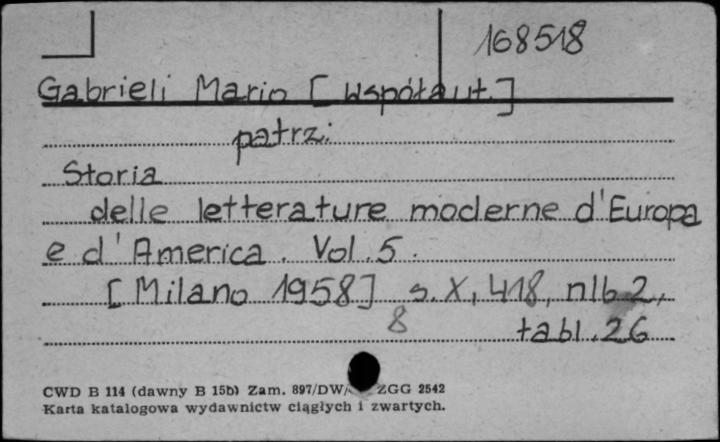 168518
Gabrieli Mario [współaut.]
patrz:
Storia
delle letterature moderne d'Europa
e d'America. Vol. 5.
[Milano 1958] s. X, 418, nlb 2,
8 tabl. 26
CWD B 114 (dawny B 15b) Zam. 897/DW/ ZGG 2542
Karta katalogowa wydawnictw ciągłych i zwartych.